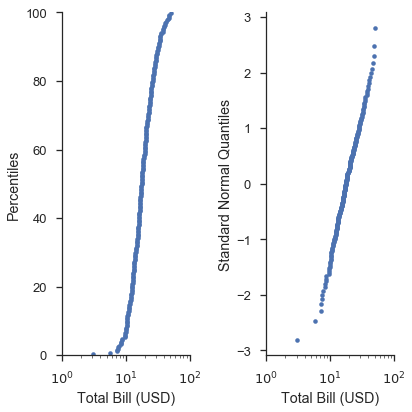 100
80
60
40
20
0
Percentiles
10⁰ 10¹ 10²
Total Bill (USD)
3
2
1
0
−1
−2
−3
Standard Normal Quantiles
10⁰ 10¹ 10²
Total Bill (USD)